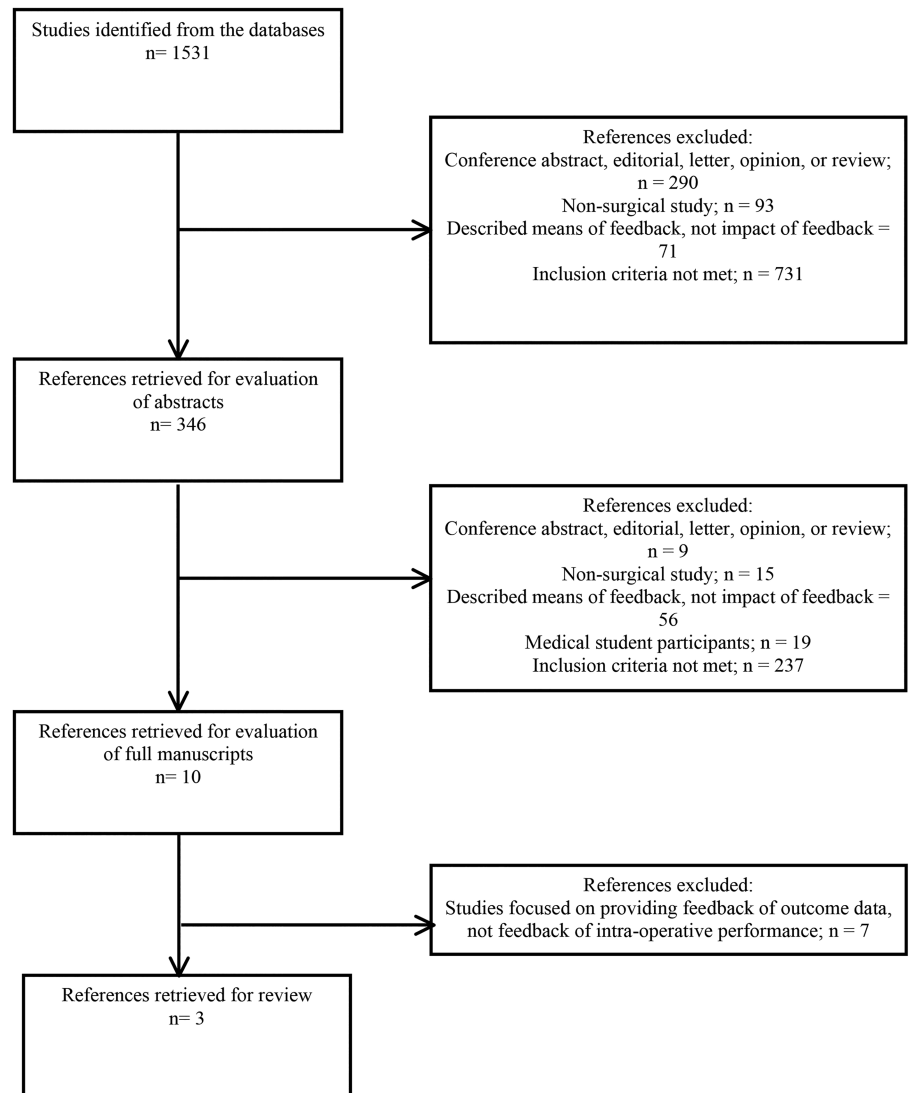 Studies identified from the databases
n= 1531
References excluded:
Conference abstract, editorial, letter, opinion, or review;
n = 290
Non-surgical study; n = 93
Described means of feedback, not impact of feedback =
71
Inclusion criteria not met; n = 731
References retrieved for evaluation
of abstracts
n= 346
References excluded:
Conference abstract, editorial, letter, opinion, or review;
n = 9
Non-surgical study; n = 15
Described means of feedback, not impact of feedback =
56
Medical student participants; n = 19
Inclusion criteria not met; n = 237
References retrieved for evaluation
of full manuscripts
n= 10
References excluded:
Studies focused on providing feedback of outcome data,
not feedback of intra-operative performance; n = 7
References retrieved for review
n= 3